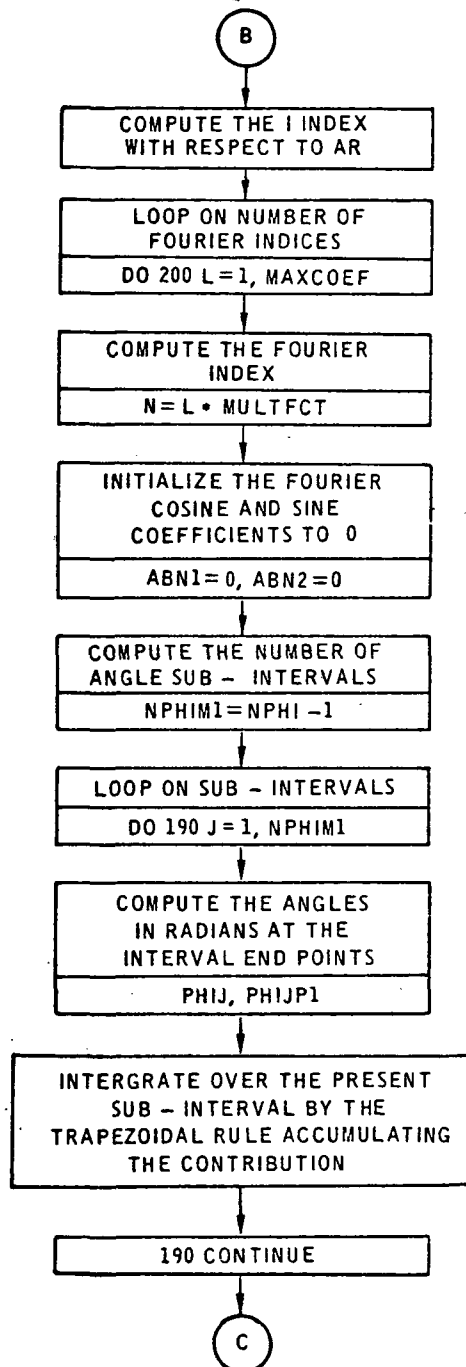 B
COMPUTE THE I INDEX
WITH RESPECT TO AR
LOOP ON NUMBER OF
FOURIER INDICES
DO 200 L=1, MAXCOEF
COMPUTE THE FOURIER
INDEX
N=L * MULTFCT
INITIALIZE THE FOURIER
COSINE AND SINE
COEFFICIENTS TO 0
ABN1=0, ABN2=0
COMPUTE THE NUMBER OF
ANGLE SUB - INTERVALS
NPHIM1=NPHI -1
LOOP ON SUB - INTERVALS
DO 190 J=1, NPHIM1
COMPUTE THE ANGLES
IN RADIANS AT THE
INTERVAL END POINTS
PHIJ, PHIJP1
INTERGRATE OVER THE PRESENT
SUB - INTERVAL BY THE
TRAPEZOIDAL RULE ACCUMULATING
THE CONTRIBUTION
190 CONTINUE
C